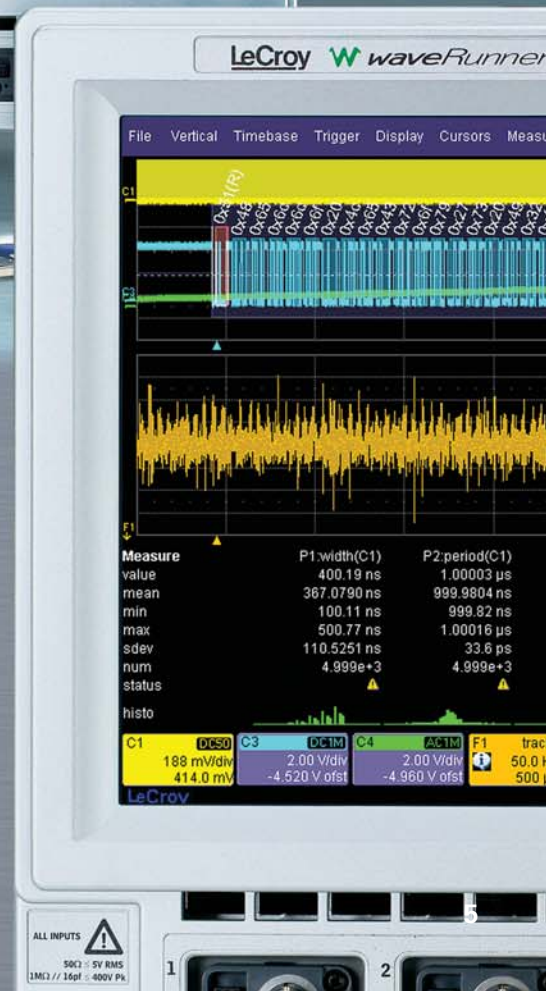 LeCroy waveRunner
File Vertical Timebase Trigger Display Cursors Measu
C1
Measure P1:width(C1) P2:period(C1)
value 400.19 ns 1.00003 µs
mean 367.0790 ns 999.9804 ns
min 100.11 ns 999.82 ns
max 500.77 ns 1.00016 µs
sdev 110.5251 ns 33.6 ps
num 4.999e+3 4.999e+3
status
histo
F1
C1 DC50 C3 DC1M C4 AC1M F1 trac
188 mV/div 2.00 V/div 2.00 V/div 50.0
414.0 mV -4.520 V ofst -4.960 V ofst 500
LeCroy
5
ALL INPUTS
50Ω ≤ 5V RMS
1MΩ // 16pf ≤ 400V Pk
1 2